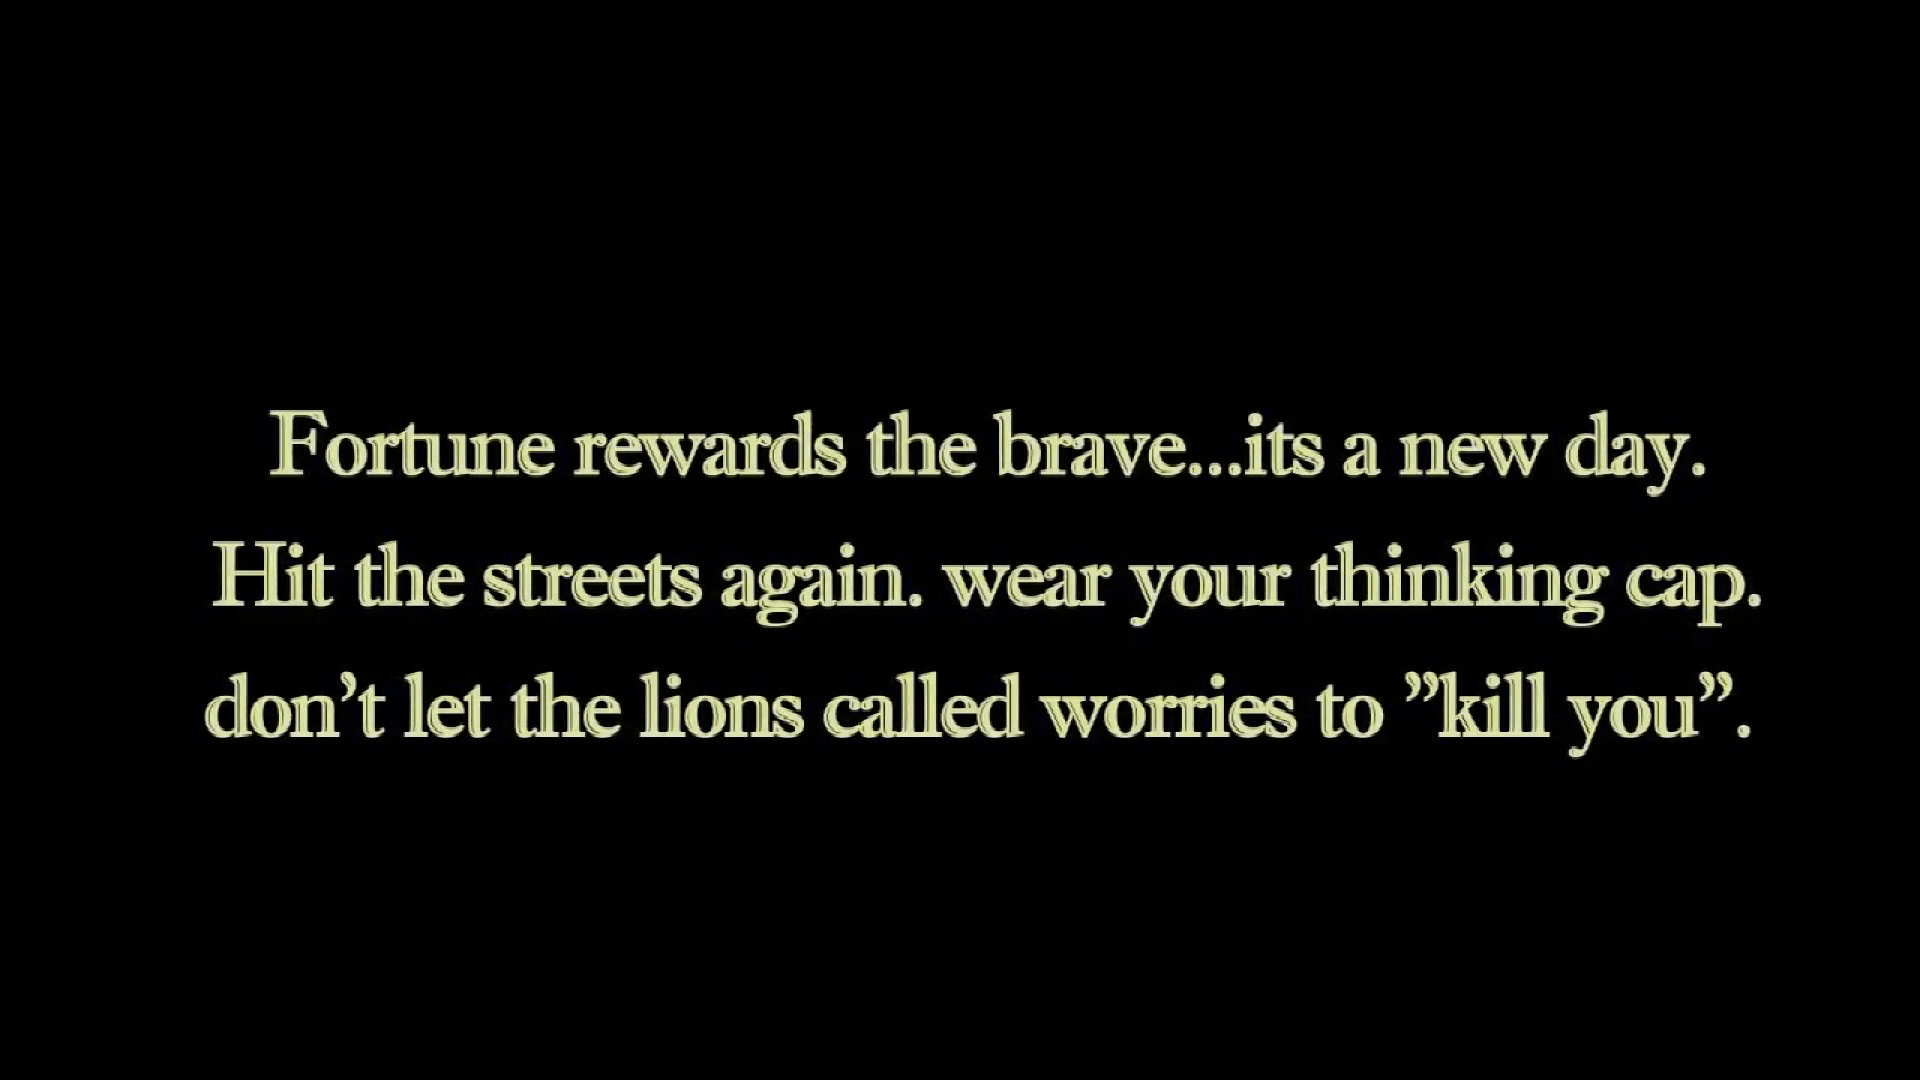 Fortune rewards the brave...its a new day.
Hit the streets again. wear your thinking cap.
don’t let the lions called worries to ”kill you”.